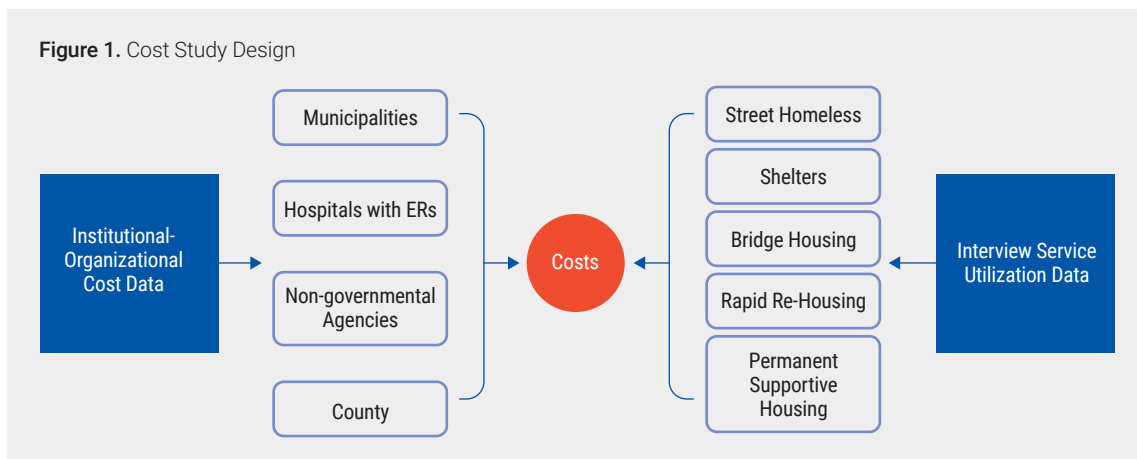 Figure 1. Cost Study Design
Institutional-
Organizational
Cost Data
Municipalities
Hospitals with ERs
Non-governmental
Agencies
County
Costs
Street Homeless
Shelters
Bridge Housing
Rapid Re-Housing
Permanent
Supportive
Housing
Interview Service
Utilization Data